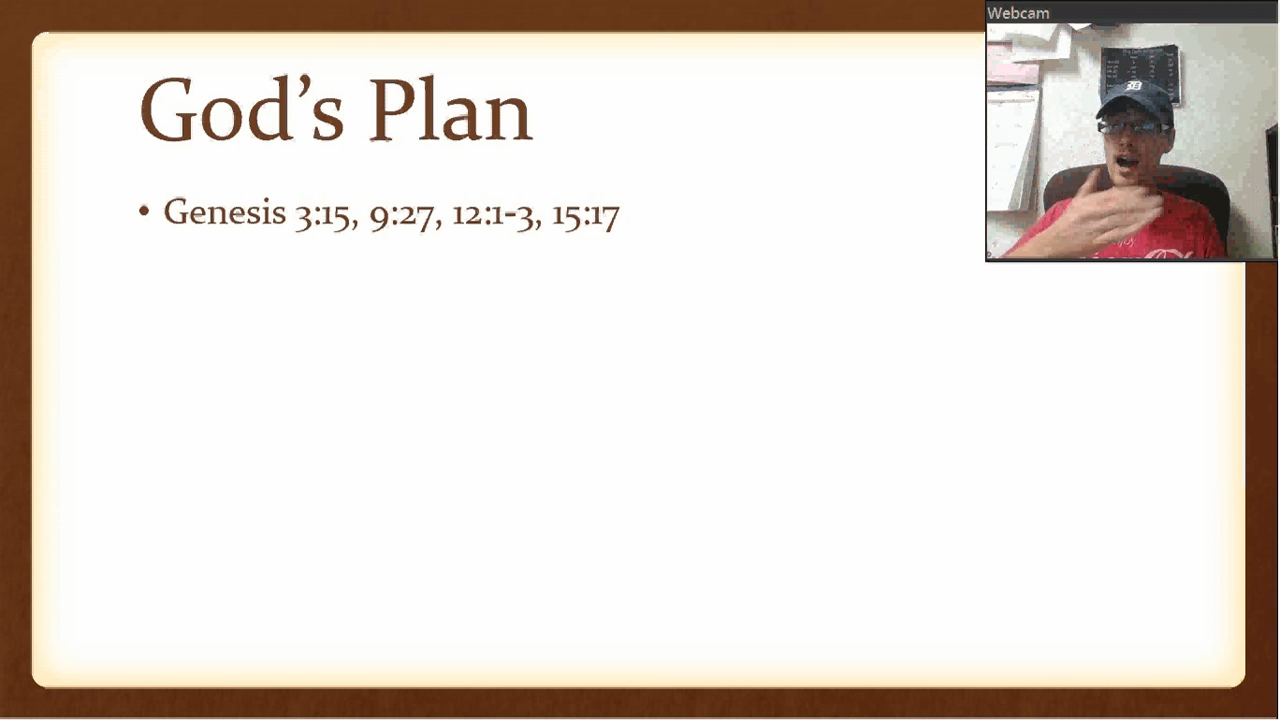 Webcam
God’s Plan
• Genesis 3:15, 9:27, 12:1-3, 15:17